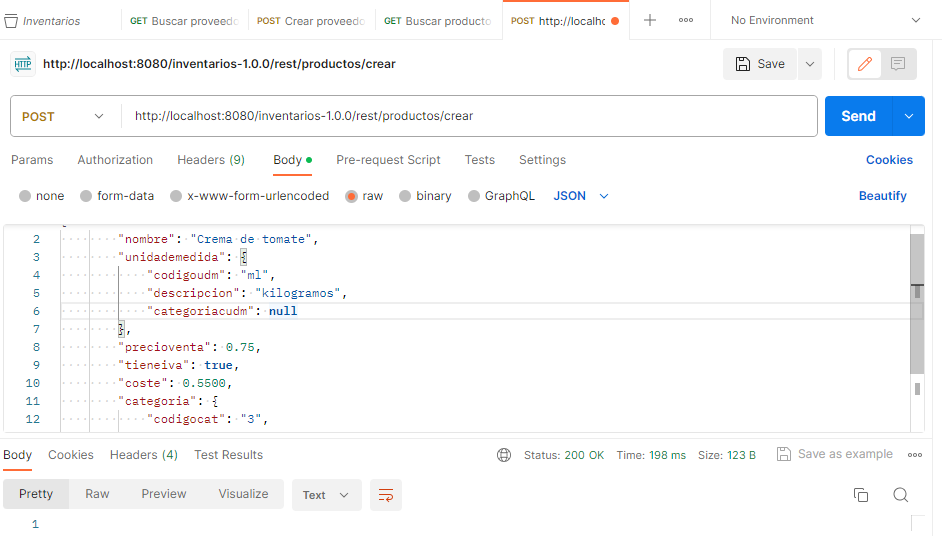 Inventarios GET Buscar proveedo POST Crear proveedo GET Buscar producto POST http://localho No Environment
HTTP http://localhost:8080/inventarios-1.0.0/rest/productos/crear Save
POST http://localhost:8080/inventarios-1.0.0/rest/productos/crear Send
Params Authorization Headers (9) Body Pre-request Script Tests Settings Cookies
none form-data x-www-form-urlencoded raw binary GraphQL JSON Beautify
2 "nombre": "Crema de tomate",
3 "unidademedida": {
4 "codigoudm": "ml",
5 "descripcion": "kilogramos",
6 "categoriacudm": null
7 },
8 "precioventa": 0.75,
9 "tieneiva": true,
10 "coste": 0.5500,
11 "categoria": {
12 "codigocat": "3",
Body Cookies Headers (4) Test Results Status: 200 OK Time: 198 ms Size: 123 B Save as example
Pretty Raw Preview Visualize Text
1